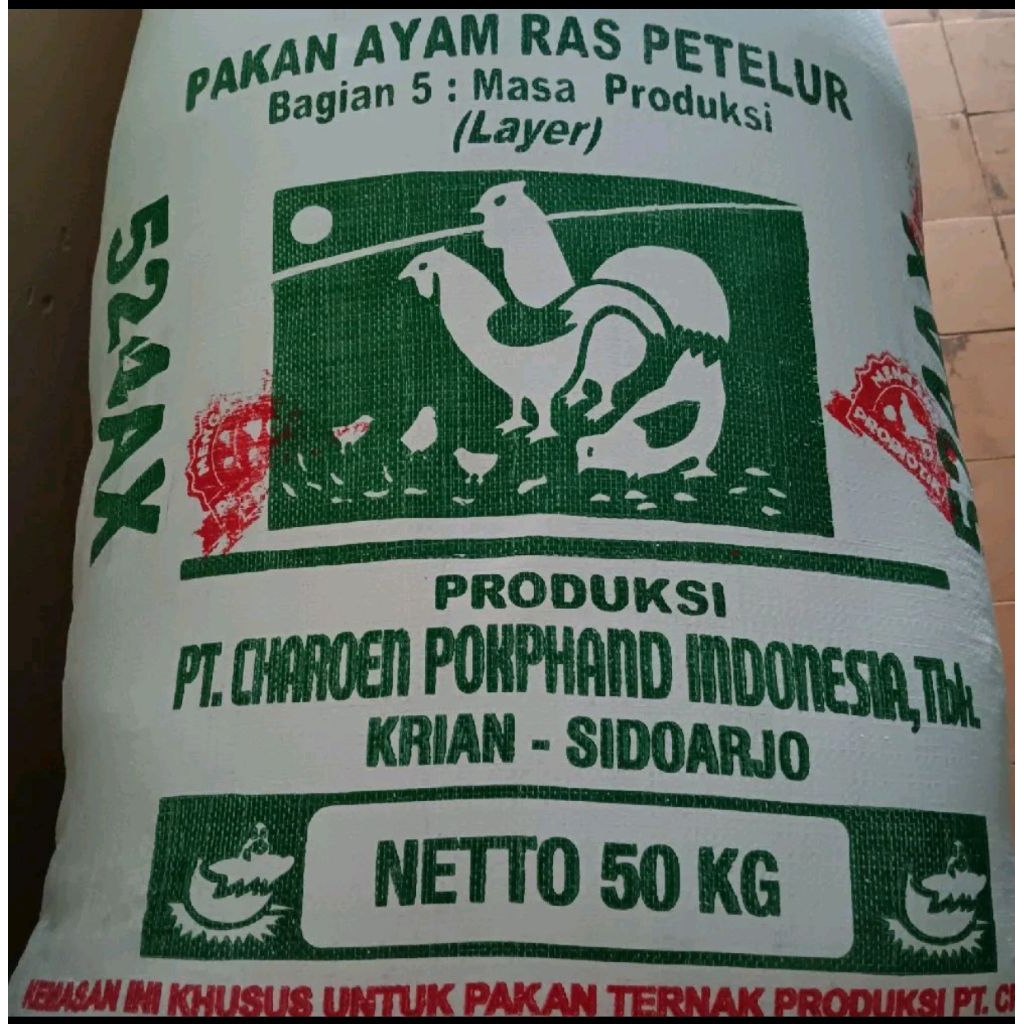 PAKAN AYAM RAS PETELUR
Bagian 5 : Masa Produksi
(Layer)
524AX
PRODUKSI
PT. CHAROEN POKPHAND INDONESIA, Tbk.
KRIAN - SIDOARJO
NETTO 50 KG
KEMASAN INI KHUSUS UNTUK PAKAN TERNAK PRODUKSI PT.